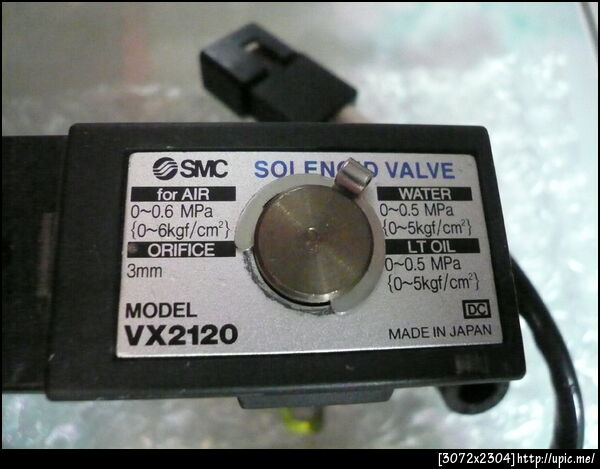 SMC SOLENOID VALVE
for AIR
0~0.6 MPa
{0~6kgf/cm²}
ORIFICE
3mm
WATER
0~0.5 MPa
{0~5kgf/cm²}
LT OIL
0~0.5 MPa
{0~5kgf/cm²}
MODEL
VX2120
DC
MADE IN JAPAN
[3072x2304]http://upic.me/